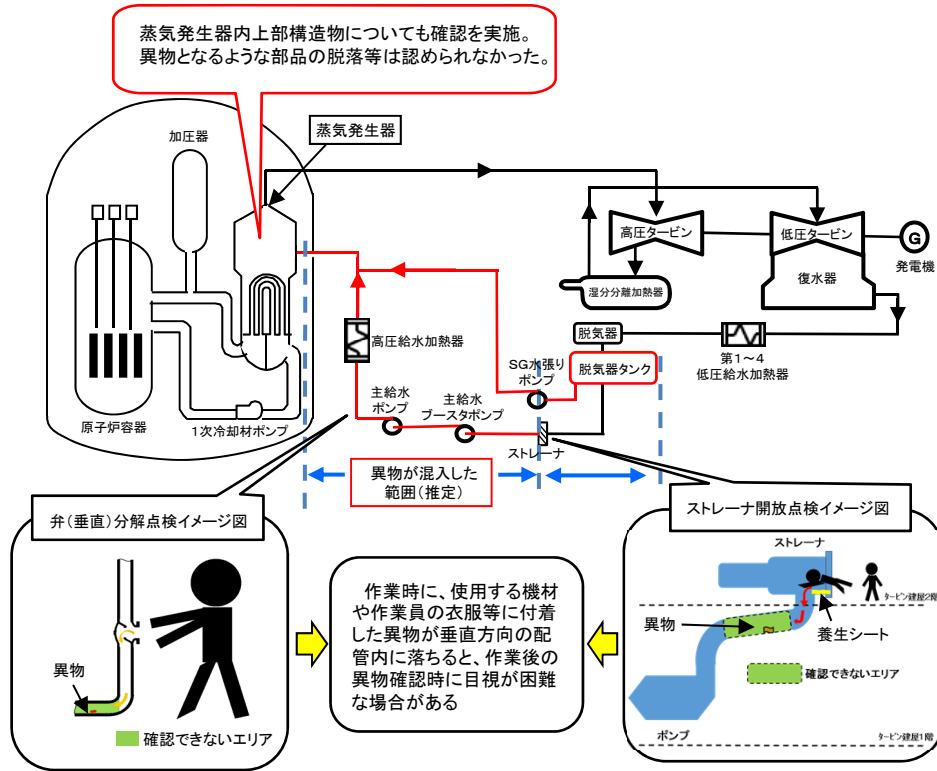 蒸気発生器内上部構造物についても確認を実施。
異物となるような部品の脱落等は認められなかった。
加圧器
蒸気発生器
高圧タービン
低圧タービン
G
発電機
湿分分離加熱器
復水器
脱気器
高圧給水加熱器
第1~4
低圧給水加熱器
SG水張り
ポンプ
脱気器タンク
主給水
ポンプ
主給水
ブースタポンプ
原子炉容器
1次冷却材ポンプ
ストレーナ
異物が混入した
範囲(推定)
弁(垂直)分解点検イメージ図
ストレーナ開放点検イメージ図
異物
確認できないエリア
作業時に、使用する機材
や作業員の衣服等に付着
した異物が垂直方向の配
管内に落ちると、作業後の
異物確認時に目視が困難
な場合がある
ストレーナ
タービン建屋2階
異物
養生シート
確認できないエリア
ポンプ
タービン建屋1階